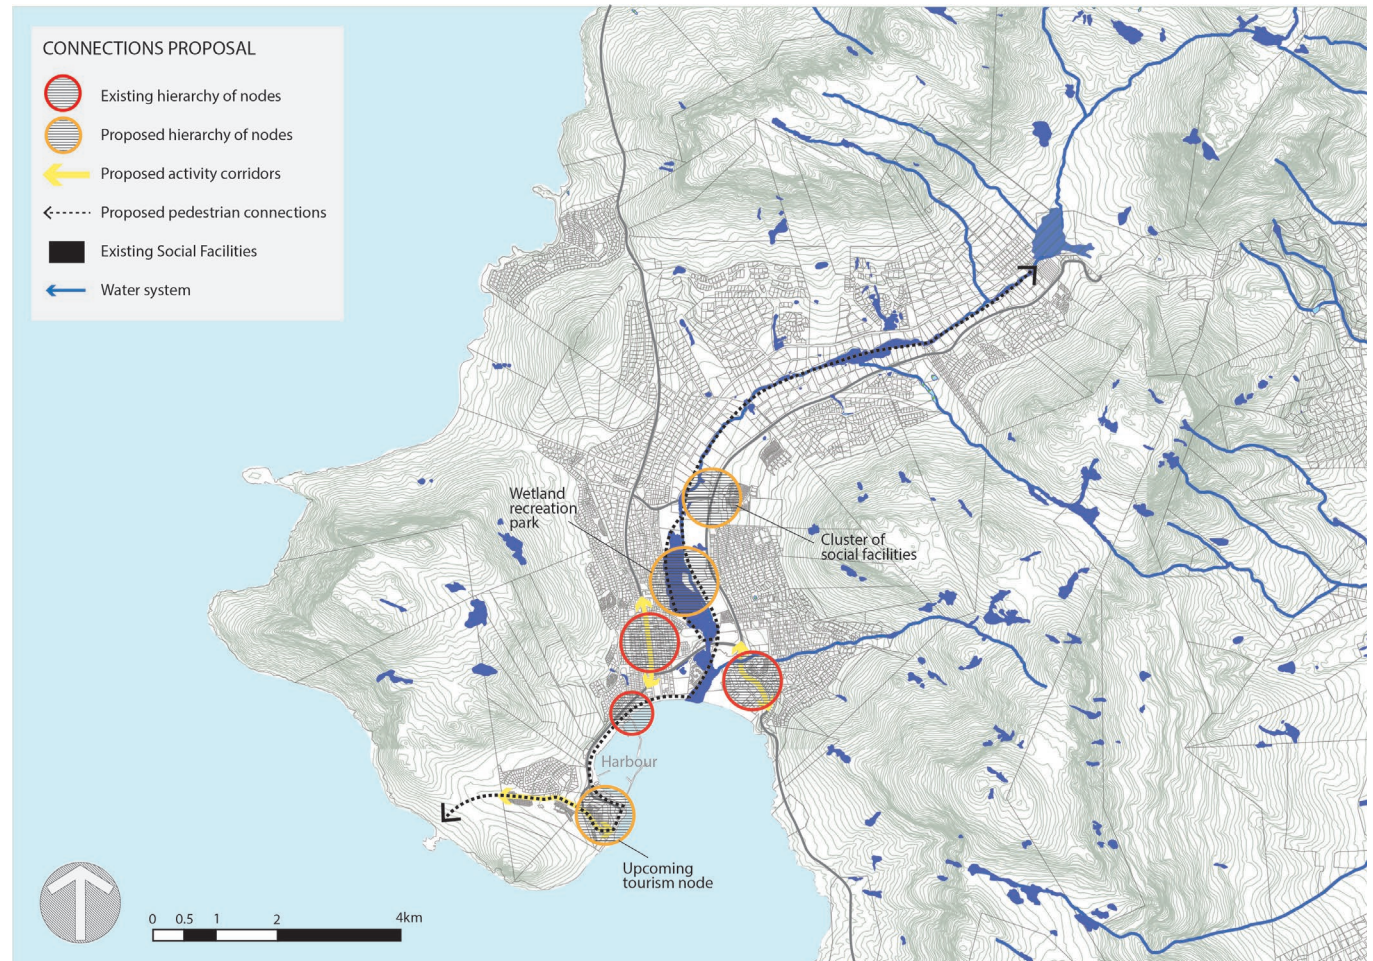 CONNECTIONS PROPOSAL
Existing hierarchy of nodes
Proposed hierarchy of nodes
Proposed activity corridors
Proposed pedestrian connections
Existing Social Facilities
Water system
Wetland
recreation
park
Cluster of
social facilities
Harbour
Upcoming
tourism node
0 0.5 1 2 4km